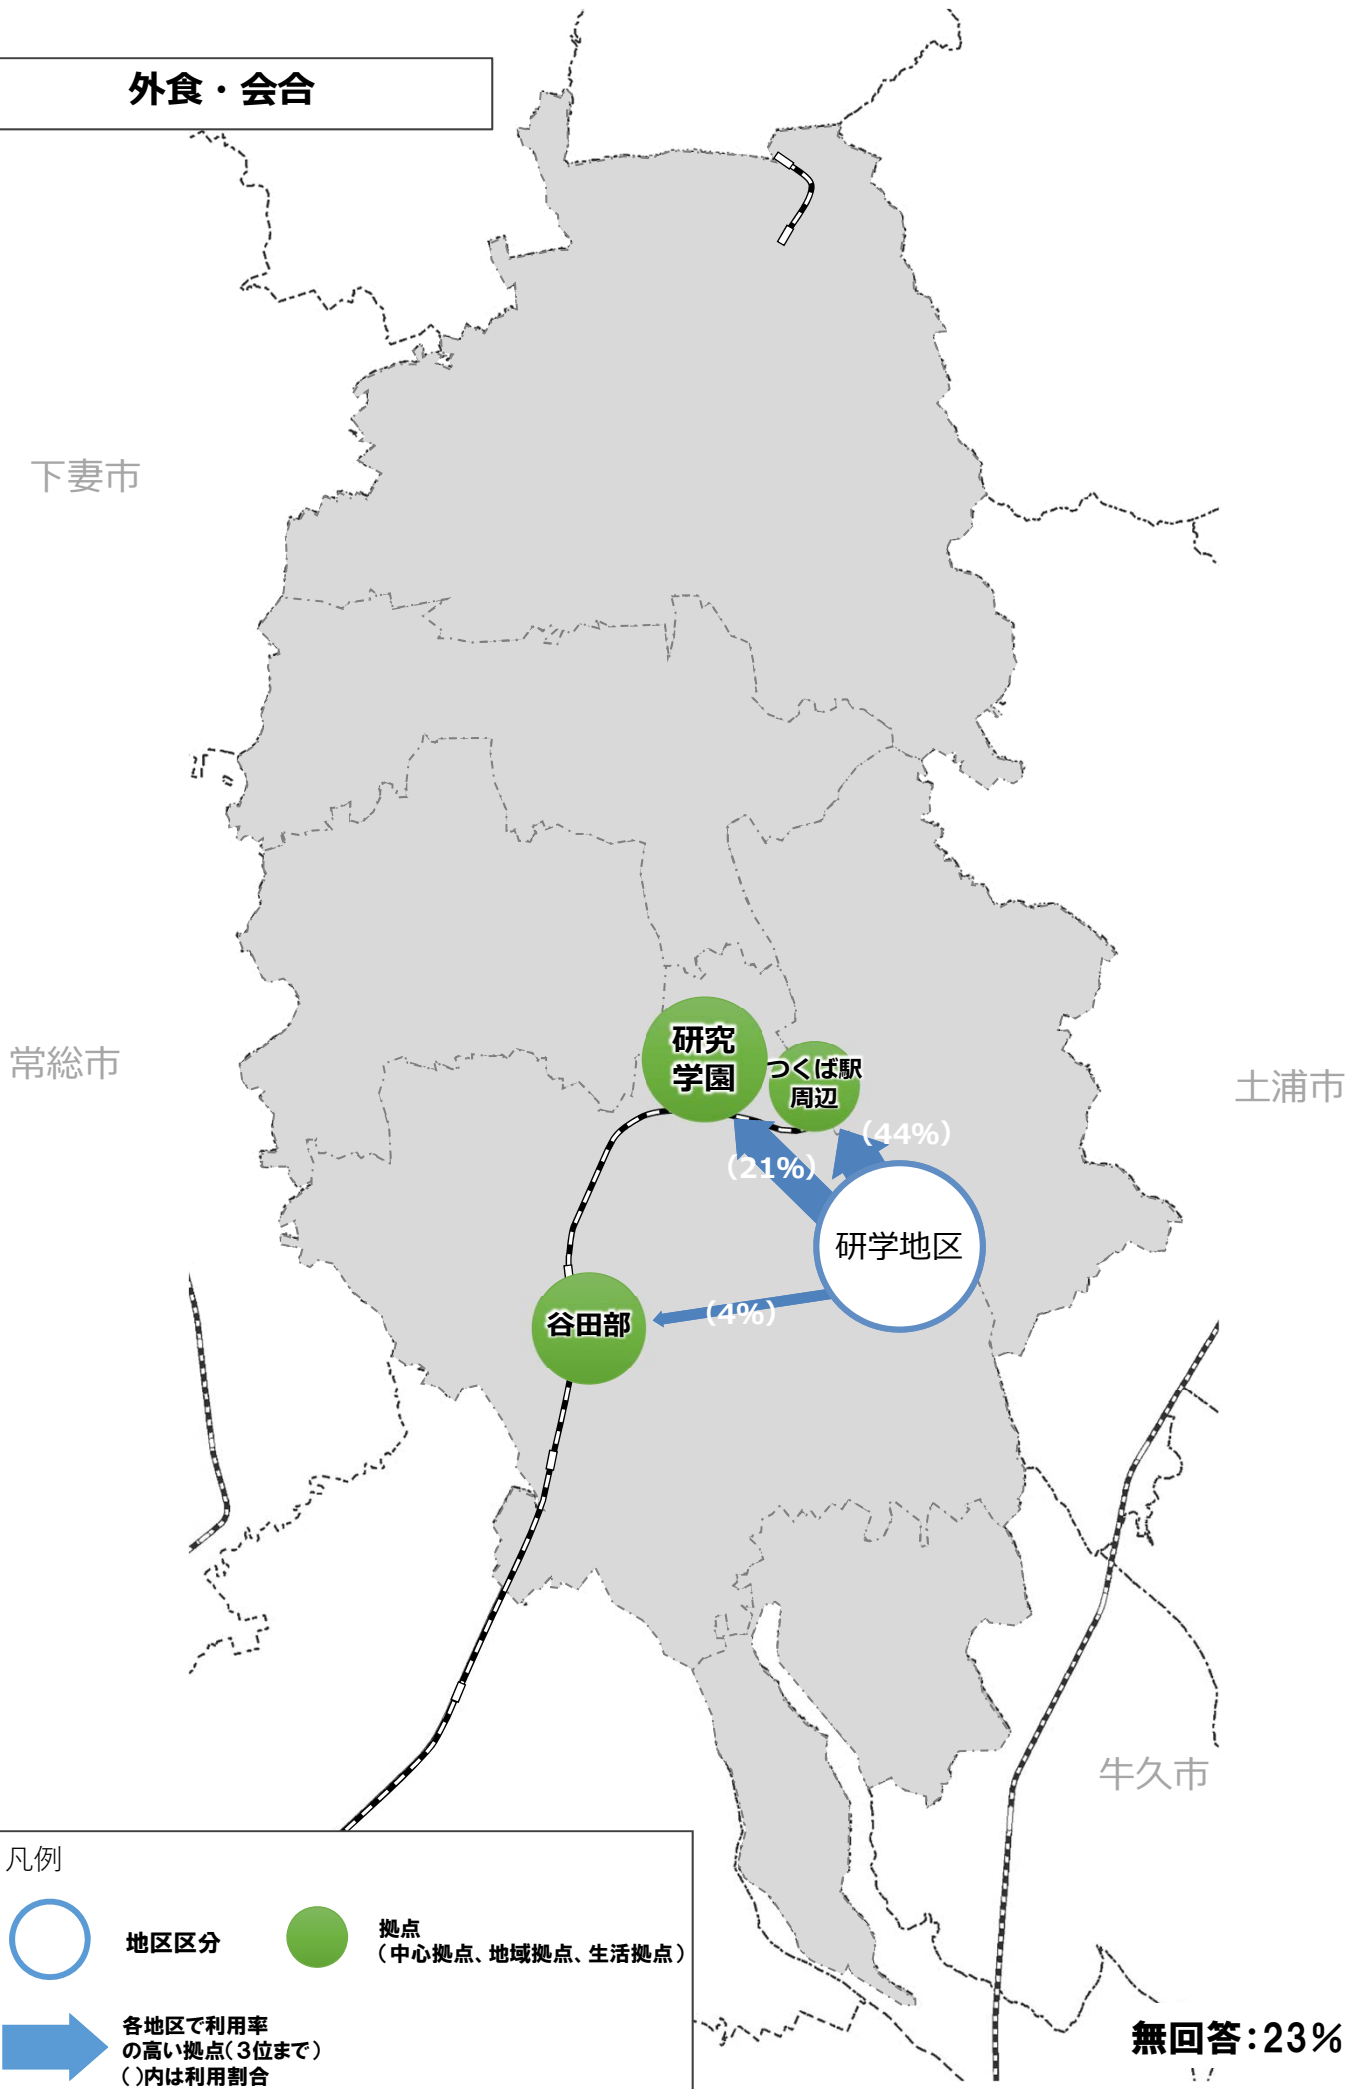 外食・会合
下妻市
常総市
研究
学園
つくば駅
周辺
土浦市
(44%)
(21%)
研学地区
(4%)
谷田部
牛久市
凡例
地区区分
拠点
（中心拠点、地域拠点、生活拠点）
各地区で利用率
の高い拠点（3位まで）
（ ）内は利用割合
無回答：23％